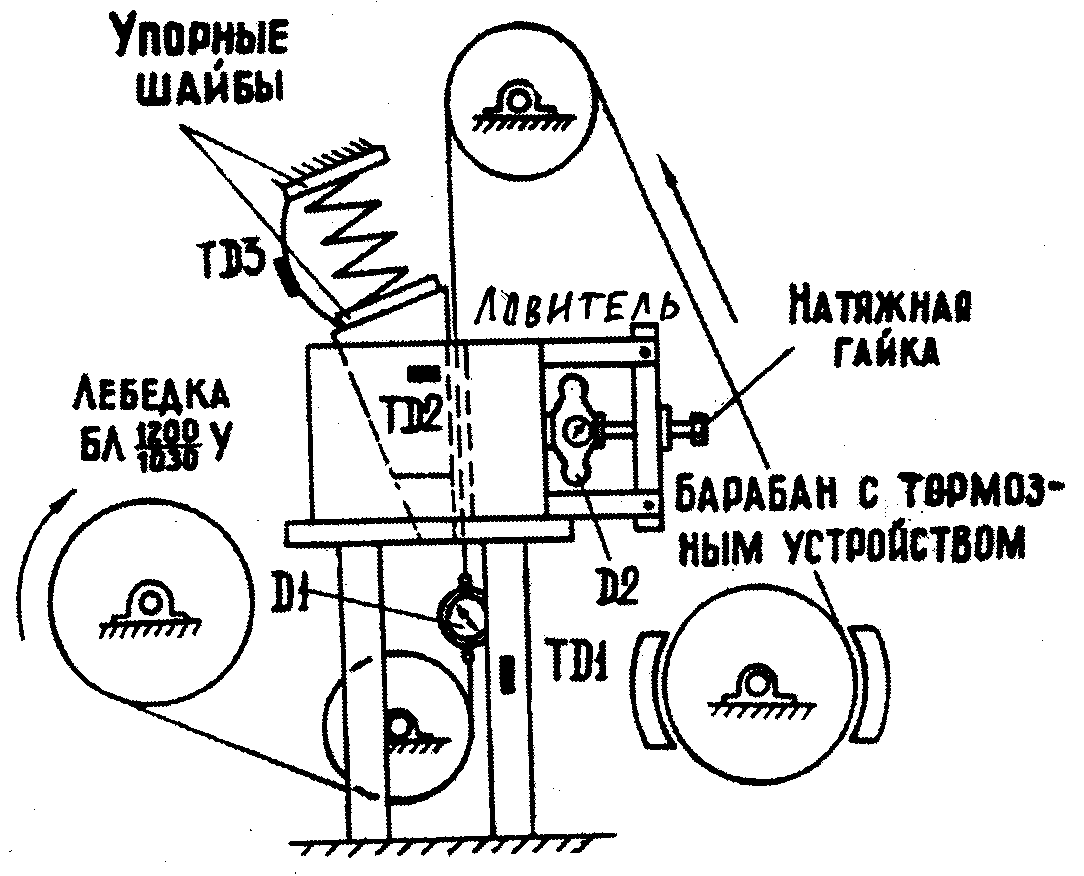 Упорные
шайбы
TD3
Ловитель
Натяжная
гайка
TD2
Лебедка
БЛ 1200/1030 У
Барабан с тормоз-
ным устройством
D1
D2
TD1